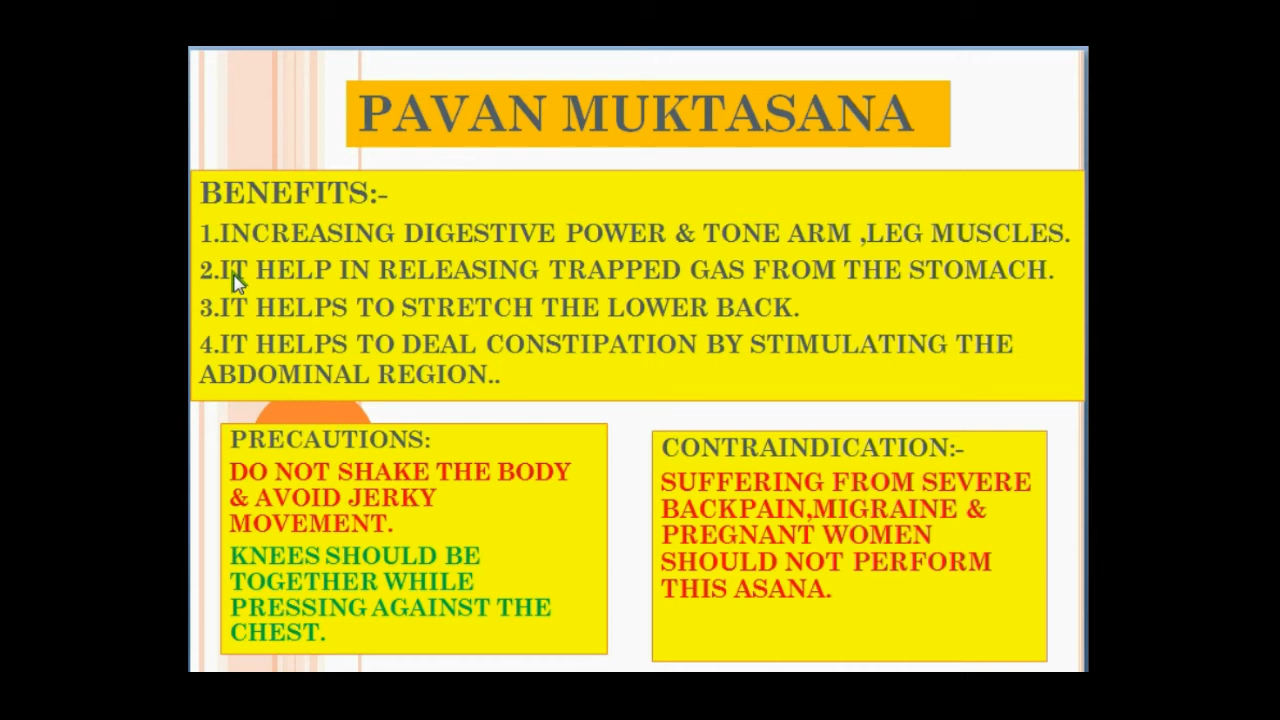 PAVAN MUKTASANA
BENEFITS:-
1.INCREASING DIGESTIVE POWER & TONE ARM ,LEG MUSCLES.
2.IT HELP IN RELEASING TRAPPED GAS FROM THE STOMACH.
3.IT HELPS TO STRETCH THE LOWER BACK.
4.IT HELPS TO DEAL CONSTIPATION BY STIMULATING THE
ABDOMINAL REGION..
PRECAUTIONS:
DO NOT SHAKE THE BODY
& AVOID JERKY
MOVEMENT.
KNEES SHOULD BE
TOGETHER WHILE
PRESSING AGAINST THE
CHEST.
CONTRAINDICATION:-
SUFFERING FROM SEVERE
BACKPAIN,MIGRAINE &
PREGNANT WOMEN
SHOULD NOT PERFORM
THIS ASANA.